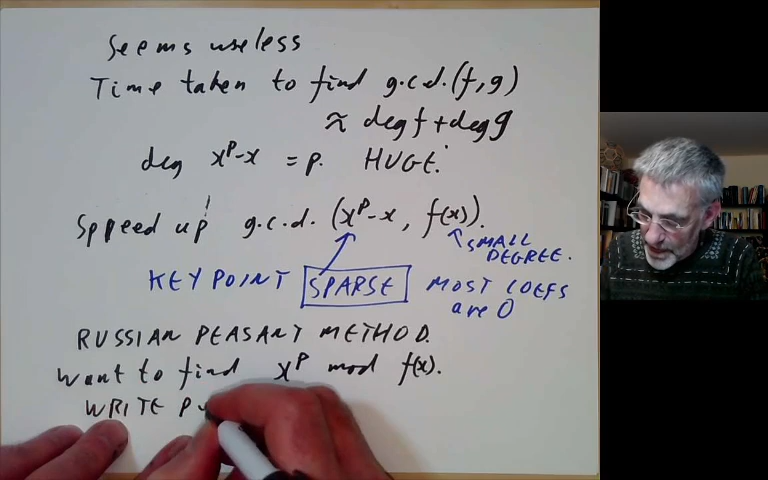 Seems useless
Time taken to find g.c.d.(f,g)
≈ deg f + deg g
deg x^p-x = p. HUGE.
Sppeed up! g.c.d. (x^p-x, f(x)).
SMALL DEGREE.
KEY POINT SPARSE MOST COEFS are 0
RUSSIAN PEASANT METHOD.
Want to find x^p mod f(x).
WRITE P